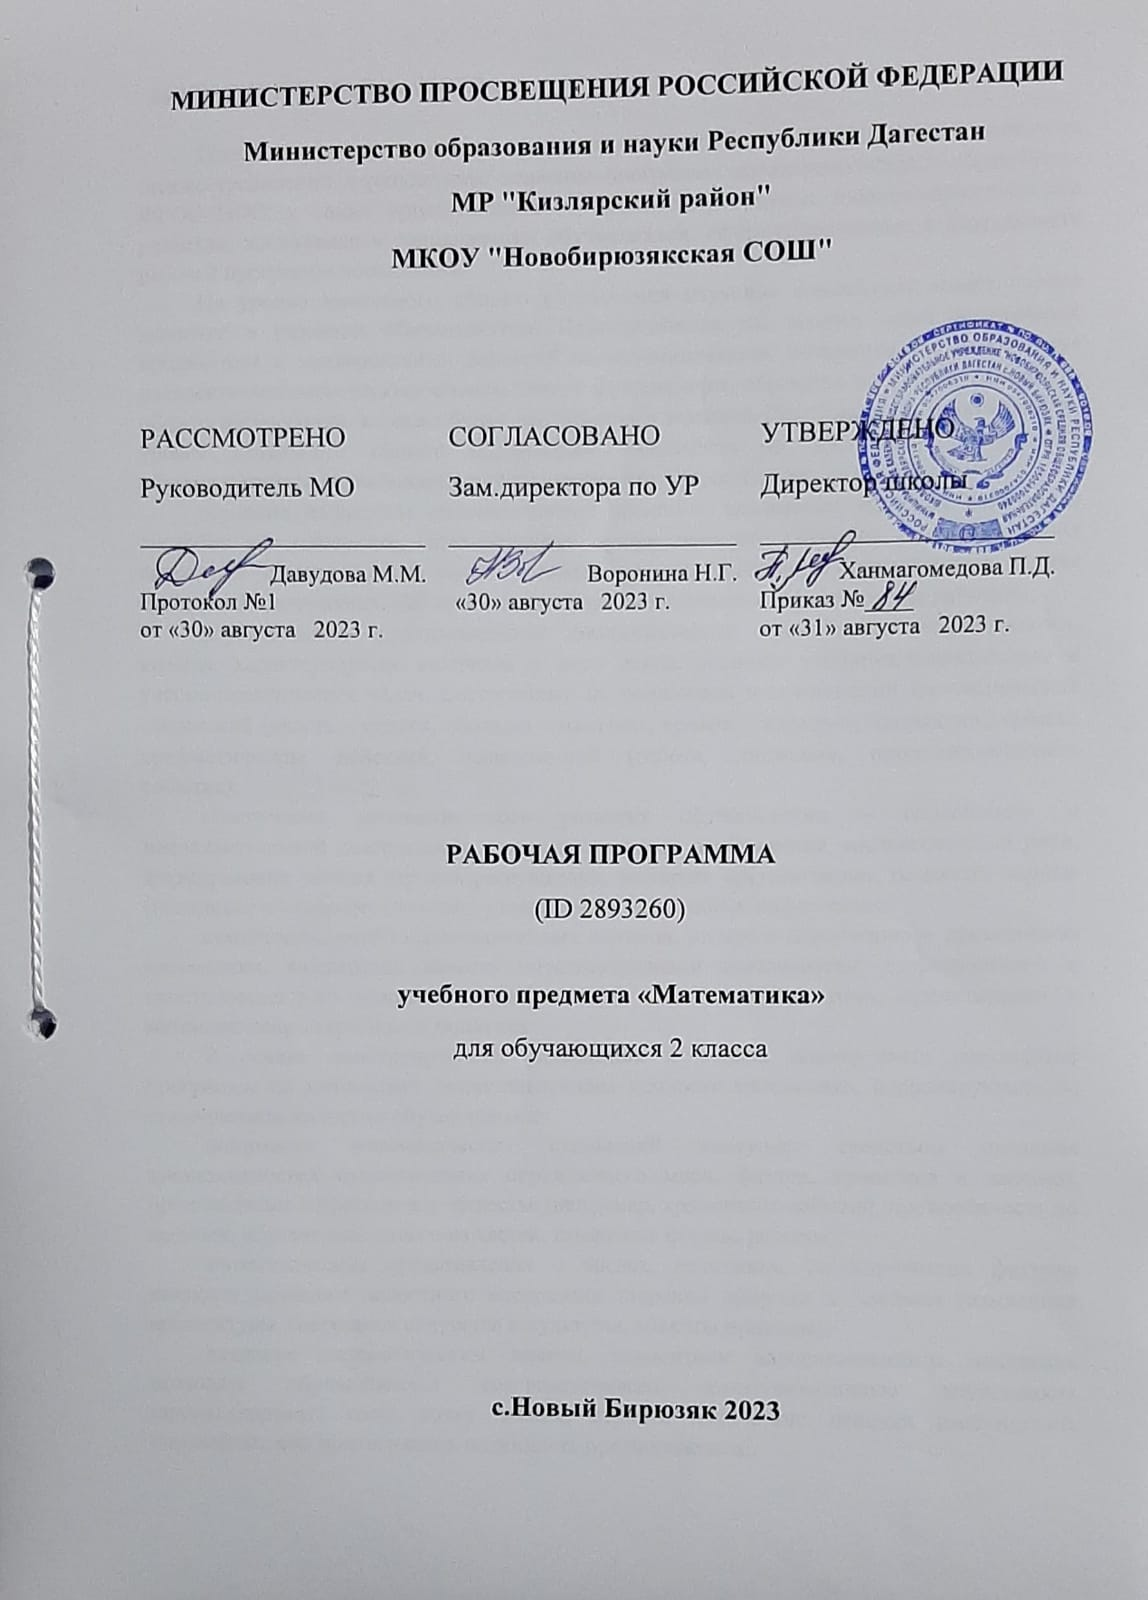 МИНИСТЕРСТВО ПРОСВЕЩЕНИЯ РОССИЙСКОЙ ФЕДЕРАЦИИ
Министерство образования и науки Республики Дагестан
МР "Кизлярский район"
МКОУ "Новобирюзякская СОШ"
РАССМОТРЕНО
Руководитель МО
Давудова М.М.
Протокол №1
от «30» августа 2023 г.
СОГЛАСОВАНО
Зам.директора по УР
Воронина Н.Г.
«30» августа 2023 г.
УТВЕРЖДЕНО
Директор школы
Ханмагомедова П.Д.
Приказ № 84
от «31» августа 2023 г.
РАБОЧАЯ ПРОГРАММА
(ID 2893260)
учебного предмета «Математика»
для обучающихся 2 класса
с.Новый Бирюзяк 2023